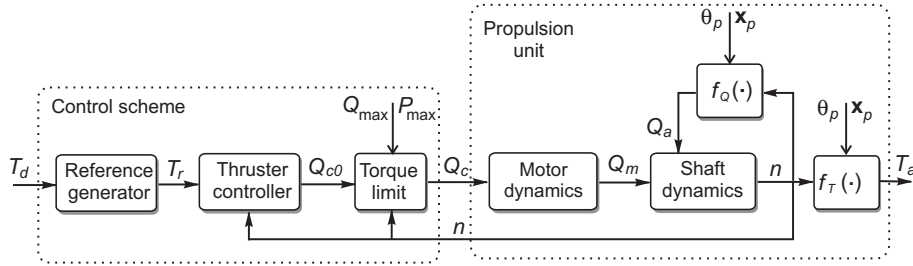 Propulsion
unit
θp xp
Control scheme
Qmax Pmax
fQ(·)
θp xp
Qa
Td
Reference
generator
Tr
Thruster
controller
Qc0
Torque
limit
Qc
Motor
dynamics
Qm
Shaft
dynamics
n
fT(·)
Ta
n